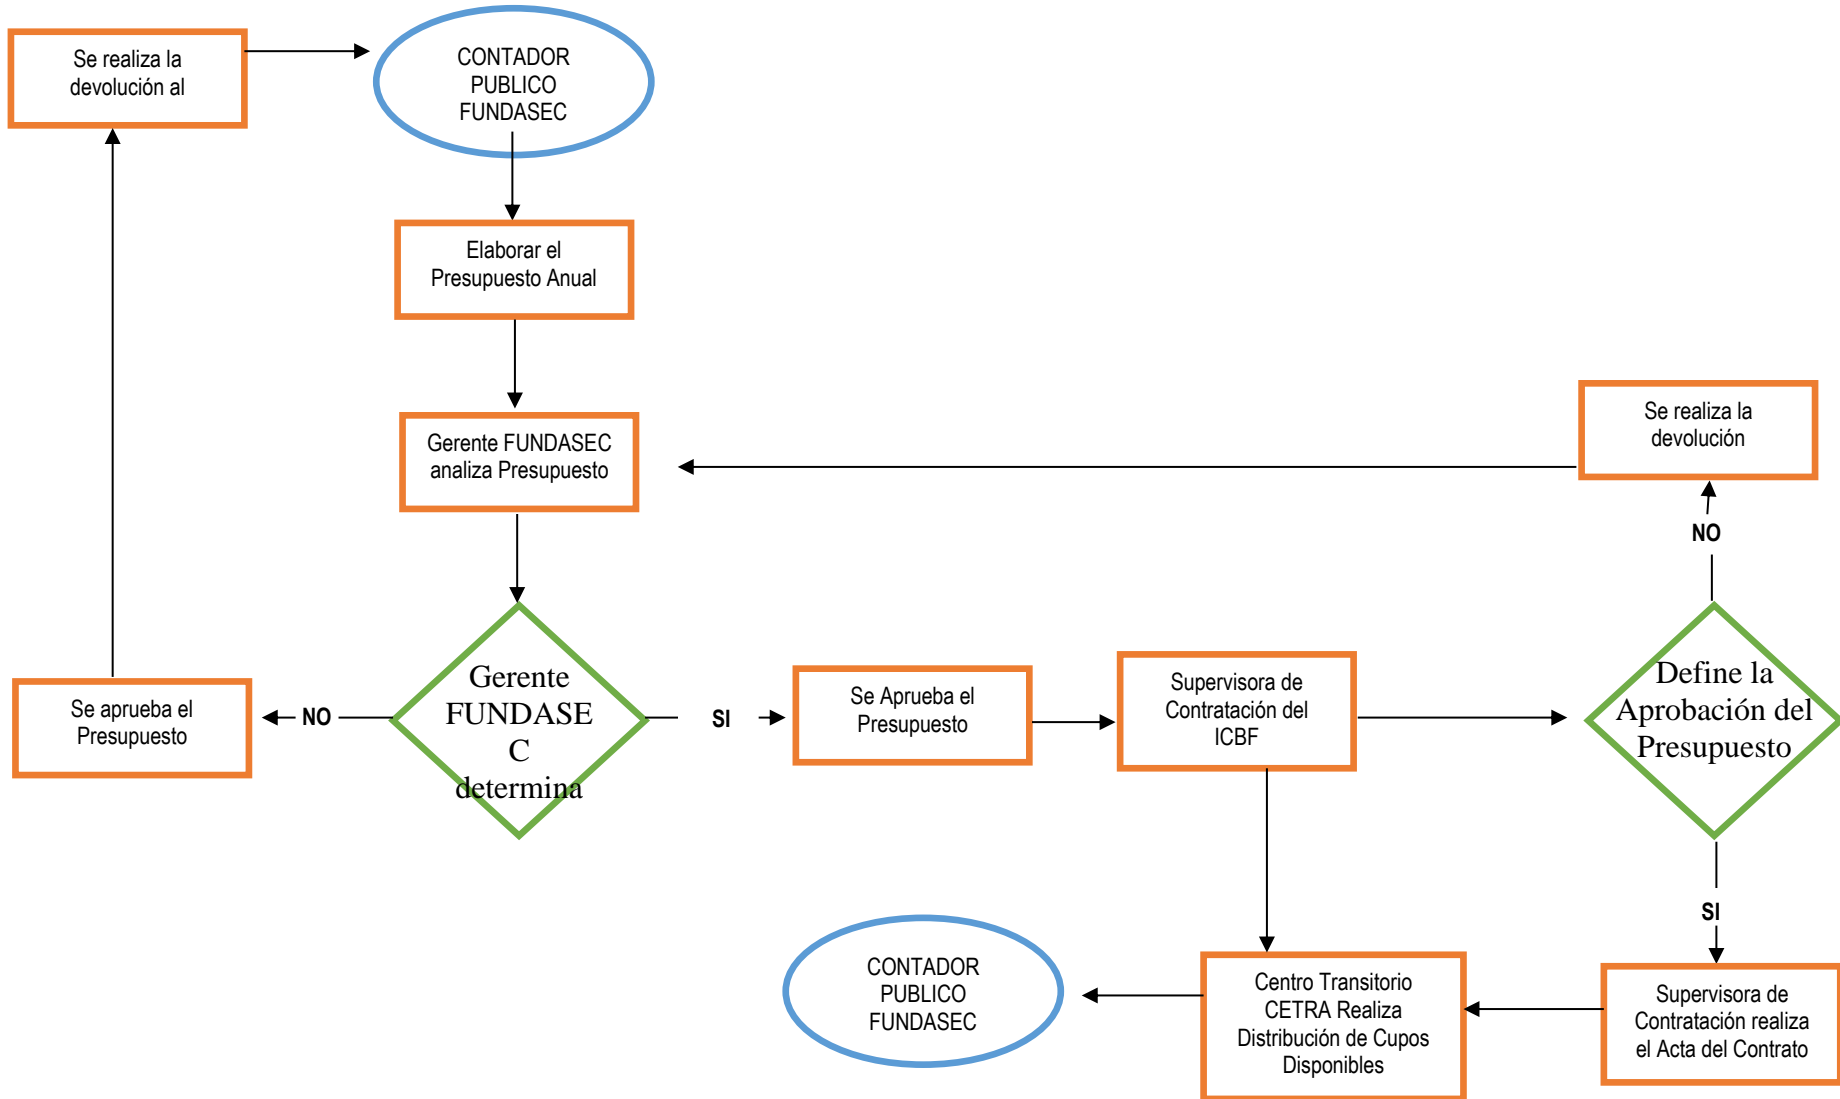 Se realiza la
devolución al
CONTADOR
PUBLICO
FUNDASEC
Elaborar el
Presupuesto Anual
Gerente FUNDASEC
analiza Presupuesto
Se realiza la
devolución
NO
Gerente
FUNDASE
C
determina
NO
Se aprueba el
Presupuesto
SI
Se Aprueba el
Presupuesto
Supervisora de
Contratación del
ICBF
Define la
Aprobación del
Presupuesto
SI
Supervisora de
Contratación realiza
el Acta del Contrato
Centro Transitorio
CETRA Realiza
Distribución de Cupos
Disponibles
CONTADOR
PUBLICO
FUNDASEC